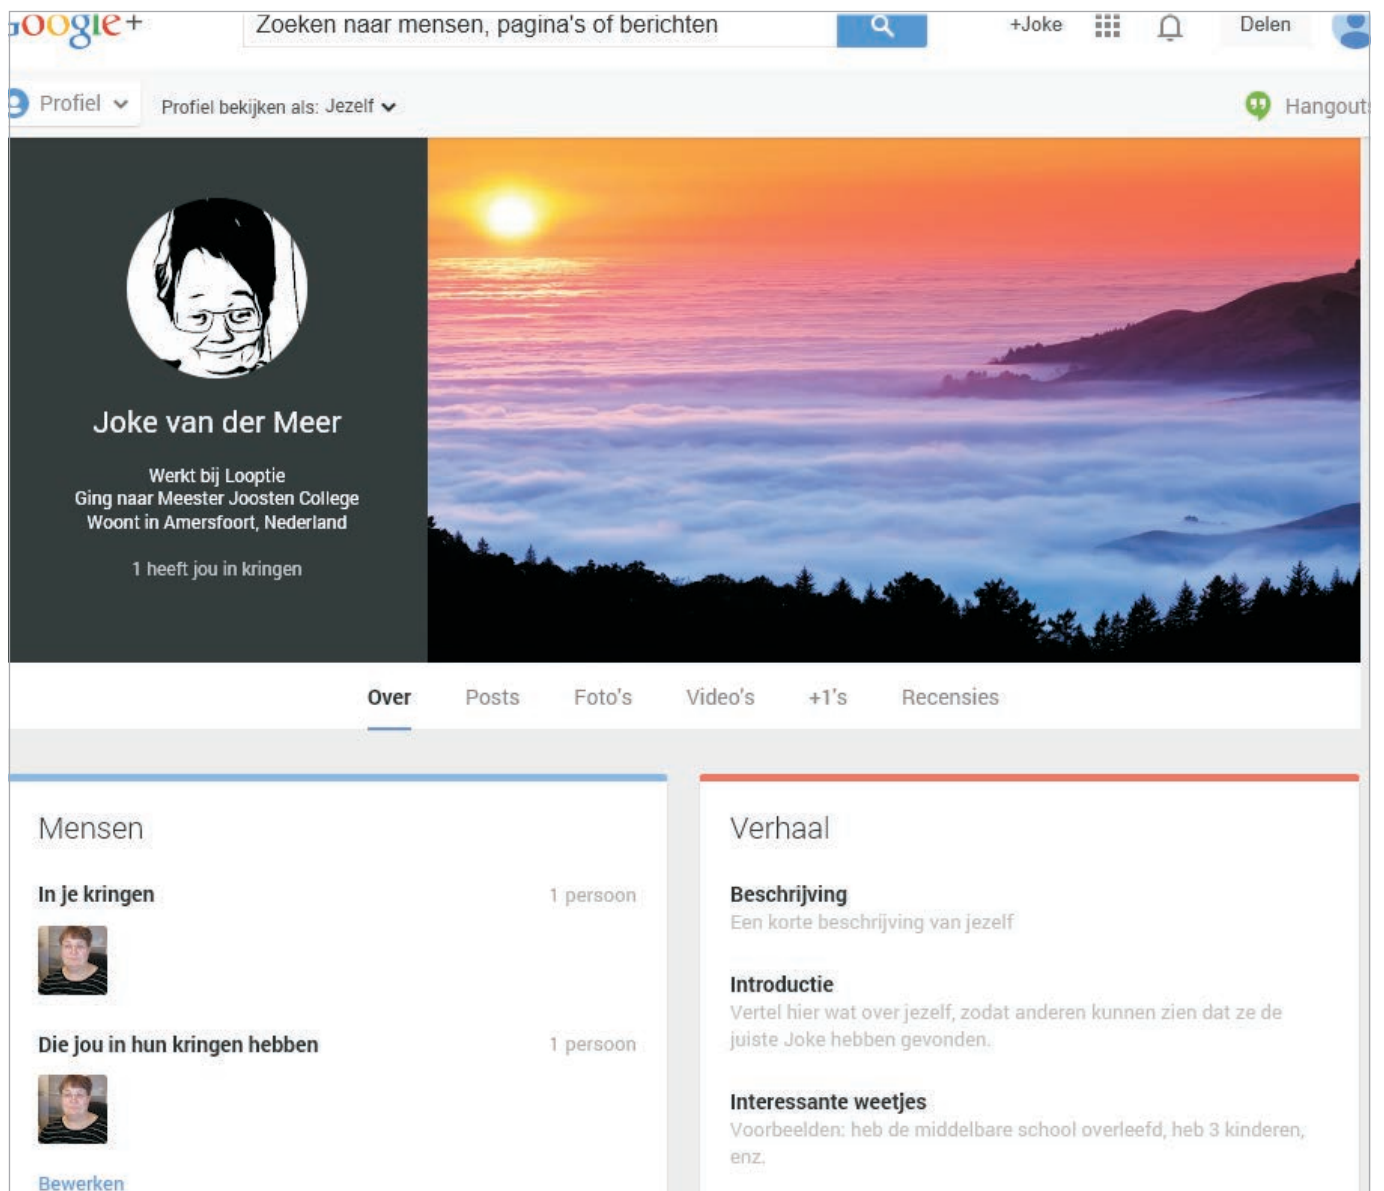 Google+
Zoeken naar mensen, pagina's of berichten
+Joke
Delen
Profiel
Profiel bekijken als: Jezelf
Hangouts
Joke van der Meer
Werkt bij Looptie
Ging naar Meester Joosten College
Woont in Amersfoort, Nederland
1 heeft jou in kringen
Over
Posts
Foto's
Video's
+1's
Recensies
Mensen
In je kringen
1 persoon
Die jou in hun kringen hebben
1 persoon
Bewerken
Verhaal
Beschrijving
Een korte beschrijving van jezelf
Introductie
Vertel hier wat over jezelf, zodat anderen kunnen zien dat ze de
juiste Joke hebben gevonden.
Interessante weetjes
Voorbeelden: heb de middelbare school overleefd, heb 3 kinderen,
enz.